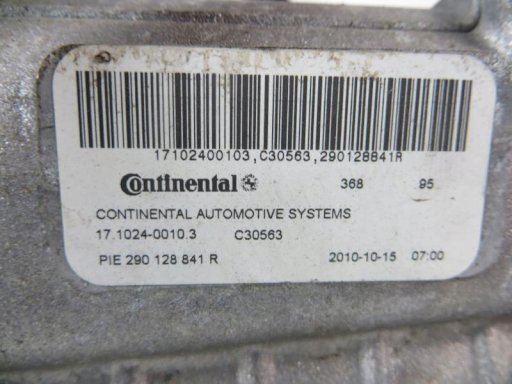 17102400103,C30563,290128841R
Continental 368 95
CONTINENTAL AUTOMOTIVE SYSTEMS
17.1024-0010.3 C30563
PIE 290 128 841 R 2010-10-15 07:00